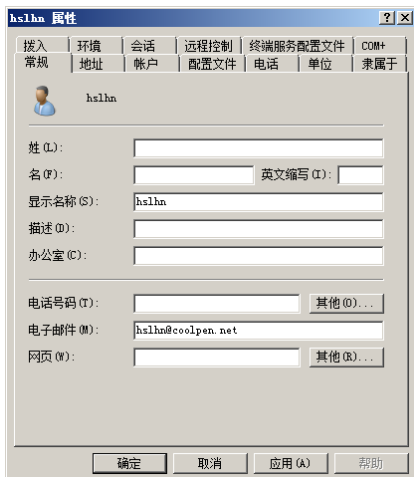 hslhn 属性
拨入 环境 会话 远程控制 终端服务配置文件 COM+
常规 地址 帐户 配置文件 电话 单位 隶属于
hslhn
姓(L):
名(F): 英文缩写(I):
显示名称(S): hslhn
描述(D):
办公室(C):
电话号码(T): 其他(O)...
电子邮件(M): hslhn@coolpen.net
网页(W): 其他(R)...
确定 取消 应用(A) 帮助